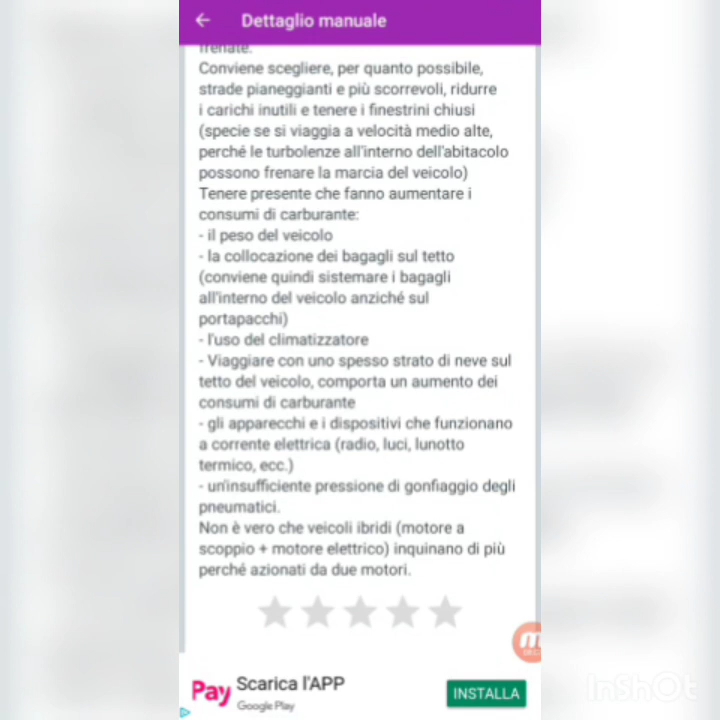 Dettaglio manuale
frenate.
Conviene scegliere, per quanto possibile,
strade pianeggianti e più scorrevoli, ridurre
i carichi inutili e tenere i finestrini chiusi
(specie se si viaggia a velocità medio alte,
perché le turbolenze all'interno dell'abitacolo
possono frenare la marcia del veicolo)
Tenere presente che fanno aumentare i
consumi di carburante:
- il peso del veicolo
- la collocazione dei bagagli sul tetto
(conviene quindi sistemare i bagagli
all'interno del veicolo anziché sul
portapacchi)
- l'uso del climatizzatore
- Viaggiare con uno spesso strato di neve sul
tetto del veicolo, comporta un aumento dei
consumi di carburante
- gli apparecchi e i dispositivi che funzionano
a corrente elettrica (radio, luci, lunotto
termico, ecc.)
- un'insufficiente pressione di gonfiaggio degli
pneumatici.
Non è vero che veicoli ibridi (motore a
scoppio + motore elettrico) inquinano di più
perché azionati da due motori.
Pay
Scarica l'APP
Google Play
INSTALLA
InShOt